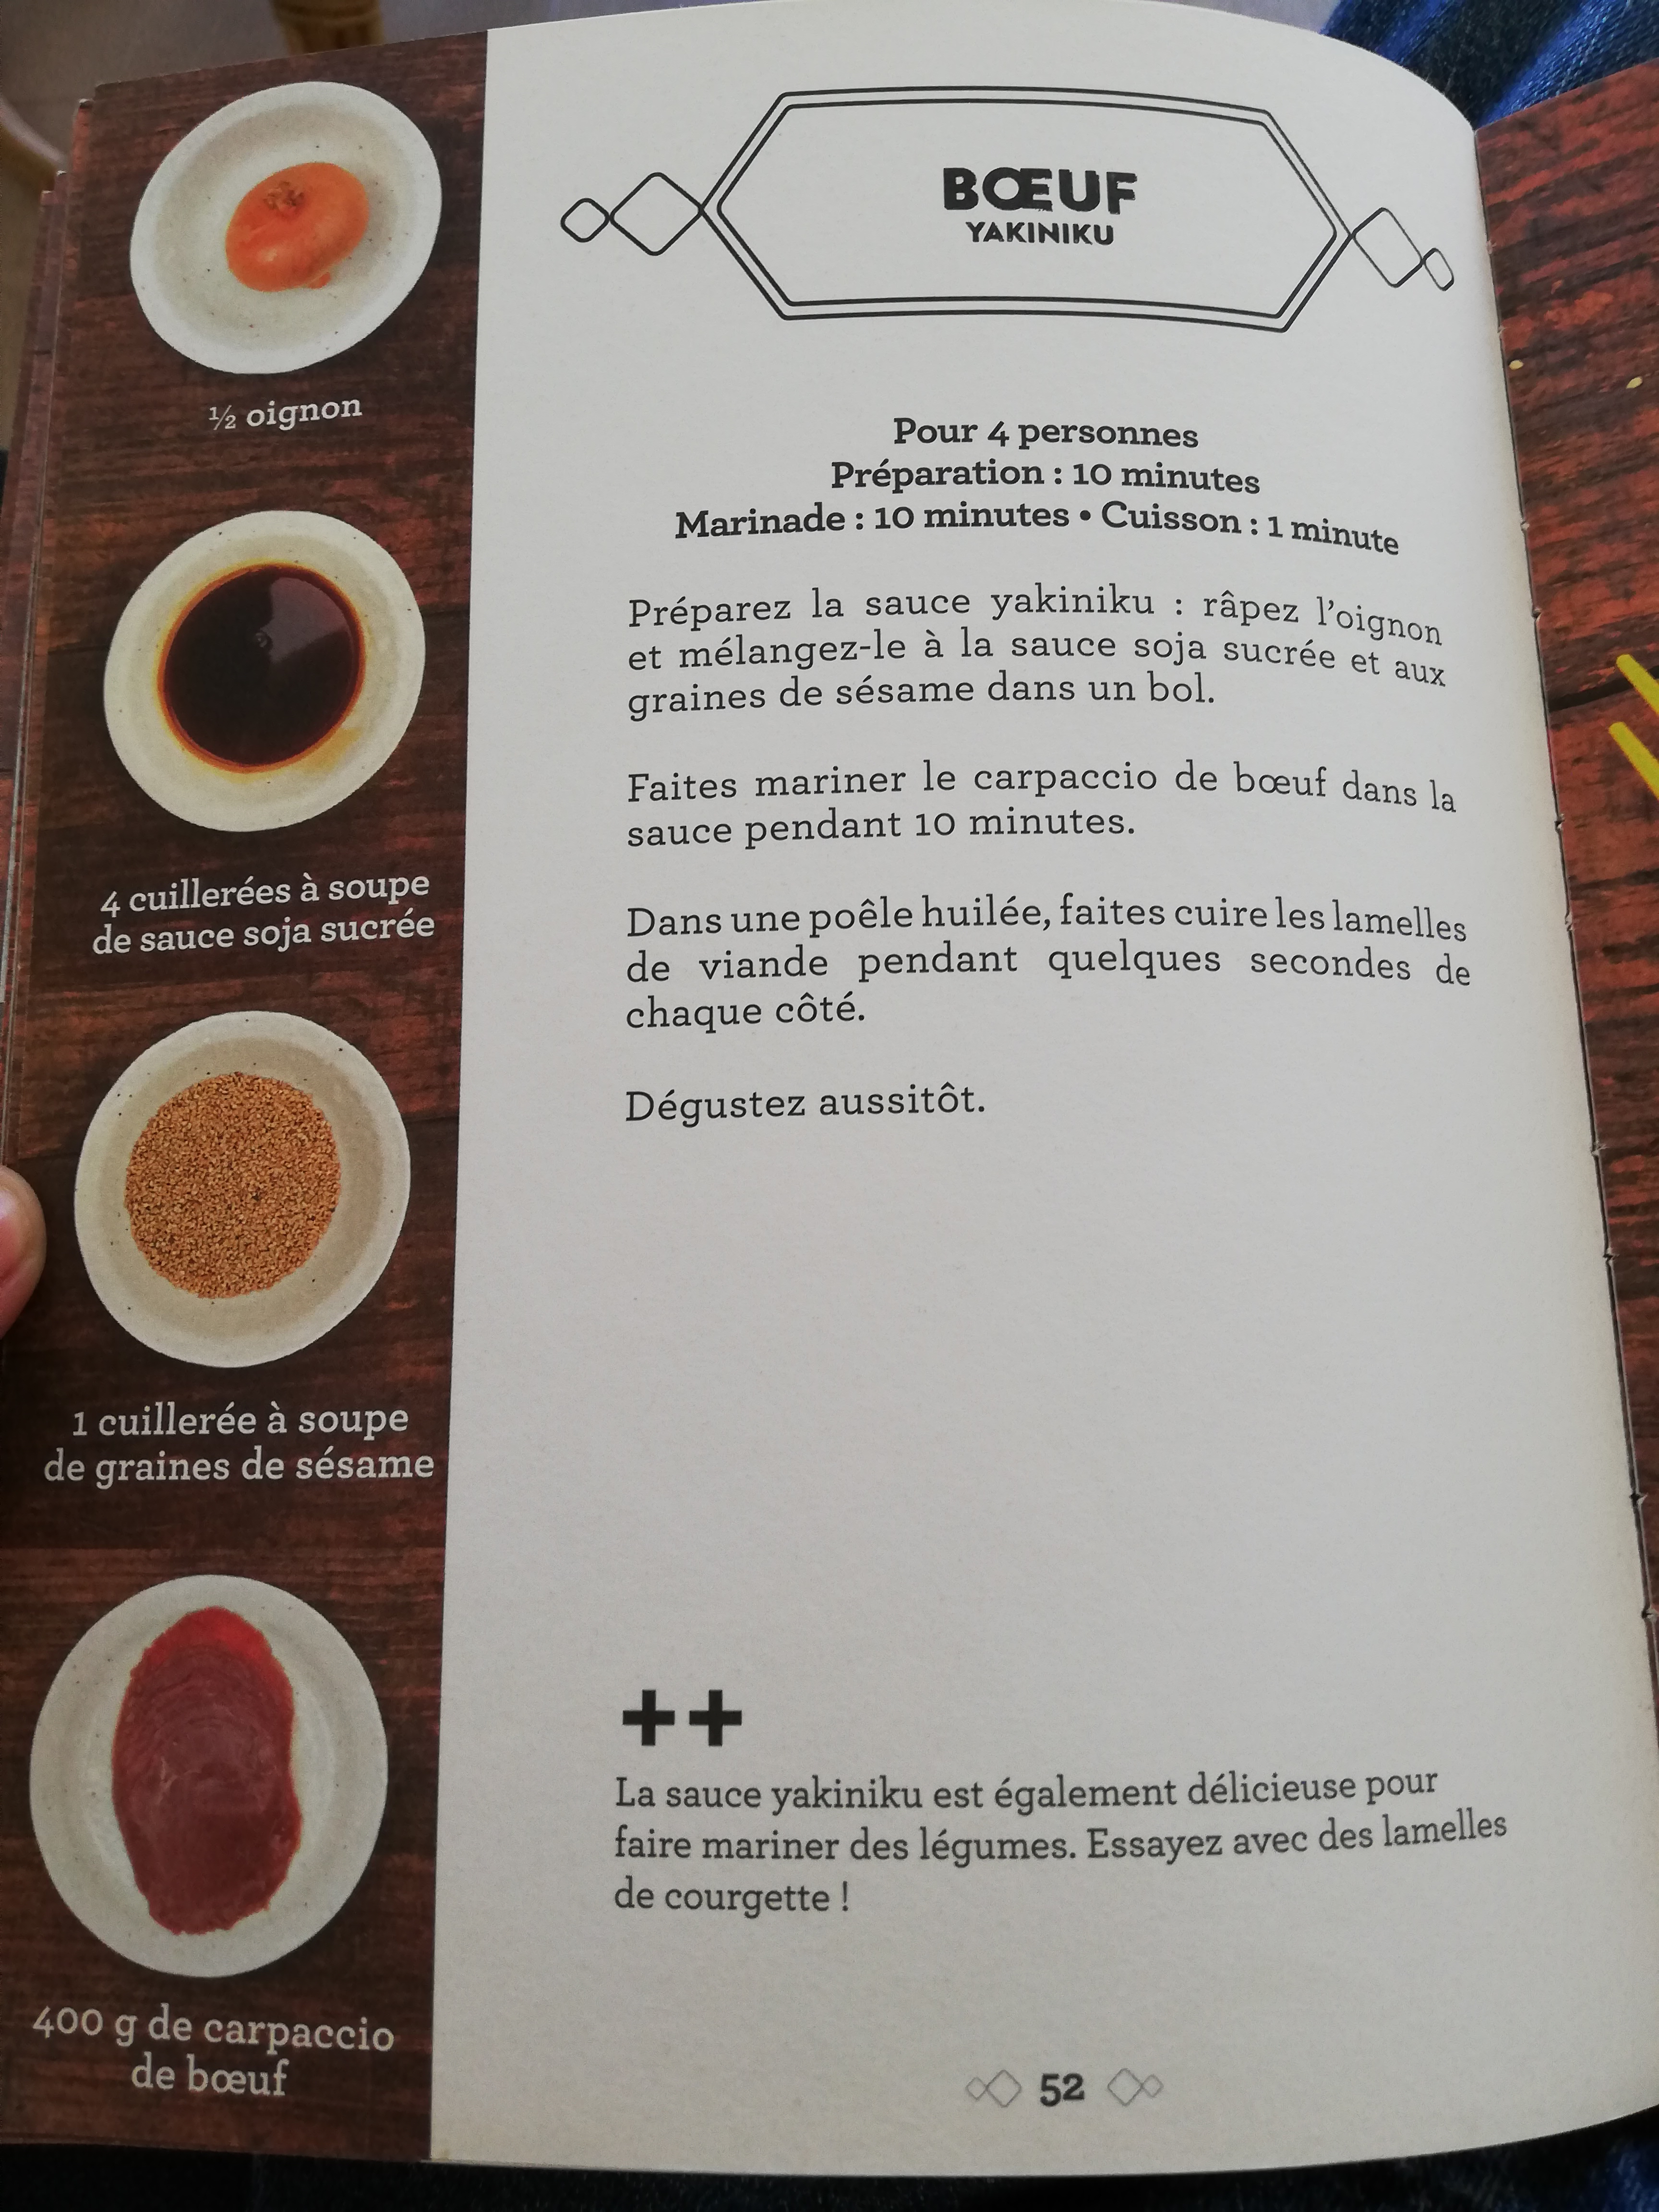 ½ oignon
4 cuillerées à soupe
de sauce soja sucrée
1 cuillerée à soupe
de graines de sésame
400 g de carpaccio
de bœuf
BŒUF
YAKINIKU
Pour 4 personnes
Préparation : 10 minutes
Marinade : 10 minutes • Cuisson : 1 minute
Préparez la sauce yakiniku : râpez l’oignon
et mélangez-le à la sauce soja sucrée et aux
graines de sésame dans un bol.
Faites mariner le carpaccio de bœuf dans la
sauce pendant 10 minutes.
Dans une poêle huilée, faites cuire les lamelles
de viande pendant quelques secondes de
chaque côté.
Dégustez aussitôt.
++
La sauce yakiniku est également délicieuse pour
faire mariner des légumes. Essayez avec des lamelles
de courgette !
52